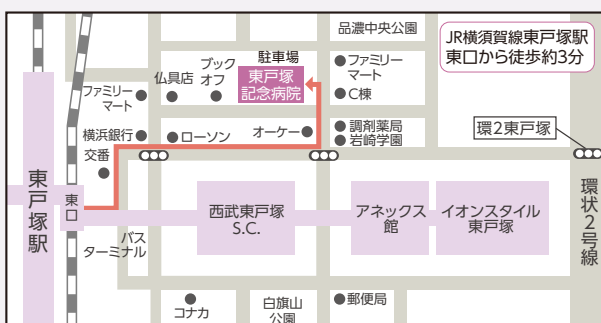 品濃中央公園
JR横須賀線東戸塚駅
東口から徒歩約3分
駐車場
ブック
オフ
仏具店
東戸塚
記念病院
ファミリー
マート
C棟
ファミリー
マート
横浜銀行
ローソン
オーケー
調剤薬局
岩崎学園
環2東戸塚
交番
東戸塚駅
東口
西武東戸塚
S.C.
アネックス
館
イオンスタイル
東戸塚
環状2号線
バス
ターミナル
コナカ
白旗山
公園
郵便局